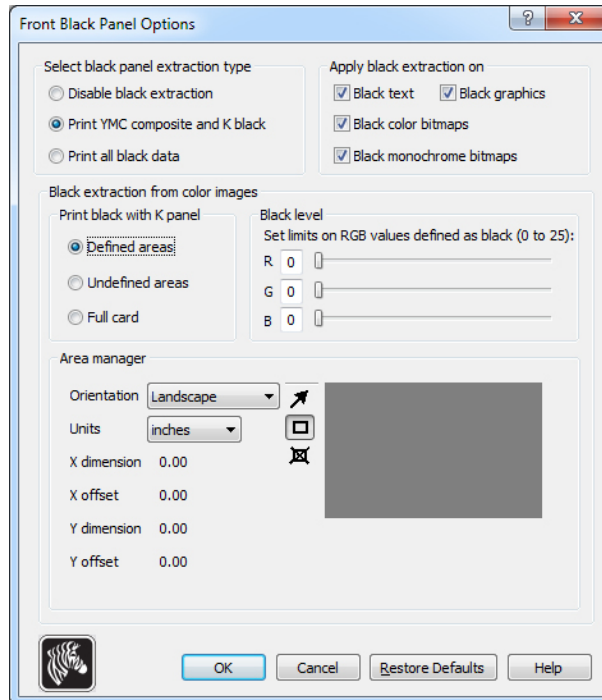 Front Black Panel Options
Select black panel extraction type
Disable black extraction
Print YMC composite and K black
Print all black data
Apply black extraction on
Black text Black graphics
Black color bitmaps
Black monochrome bitmaps
Black extraction from color images
Print black with K panel
Defined areas
Undefined areas
Full card
Black level
Set limits on RGB values defined as black (0 to 25):
R 0
G 0
B 0
Area manager
Orientation Landscape
Units inches
X dimension 0.00
X offset 0.00
Y dimension 0.00
Y offset 0.00
OK Cancel Restore Defaults Help